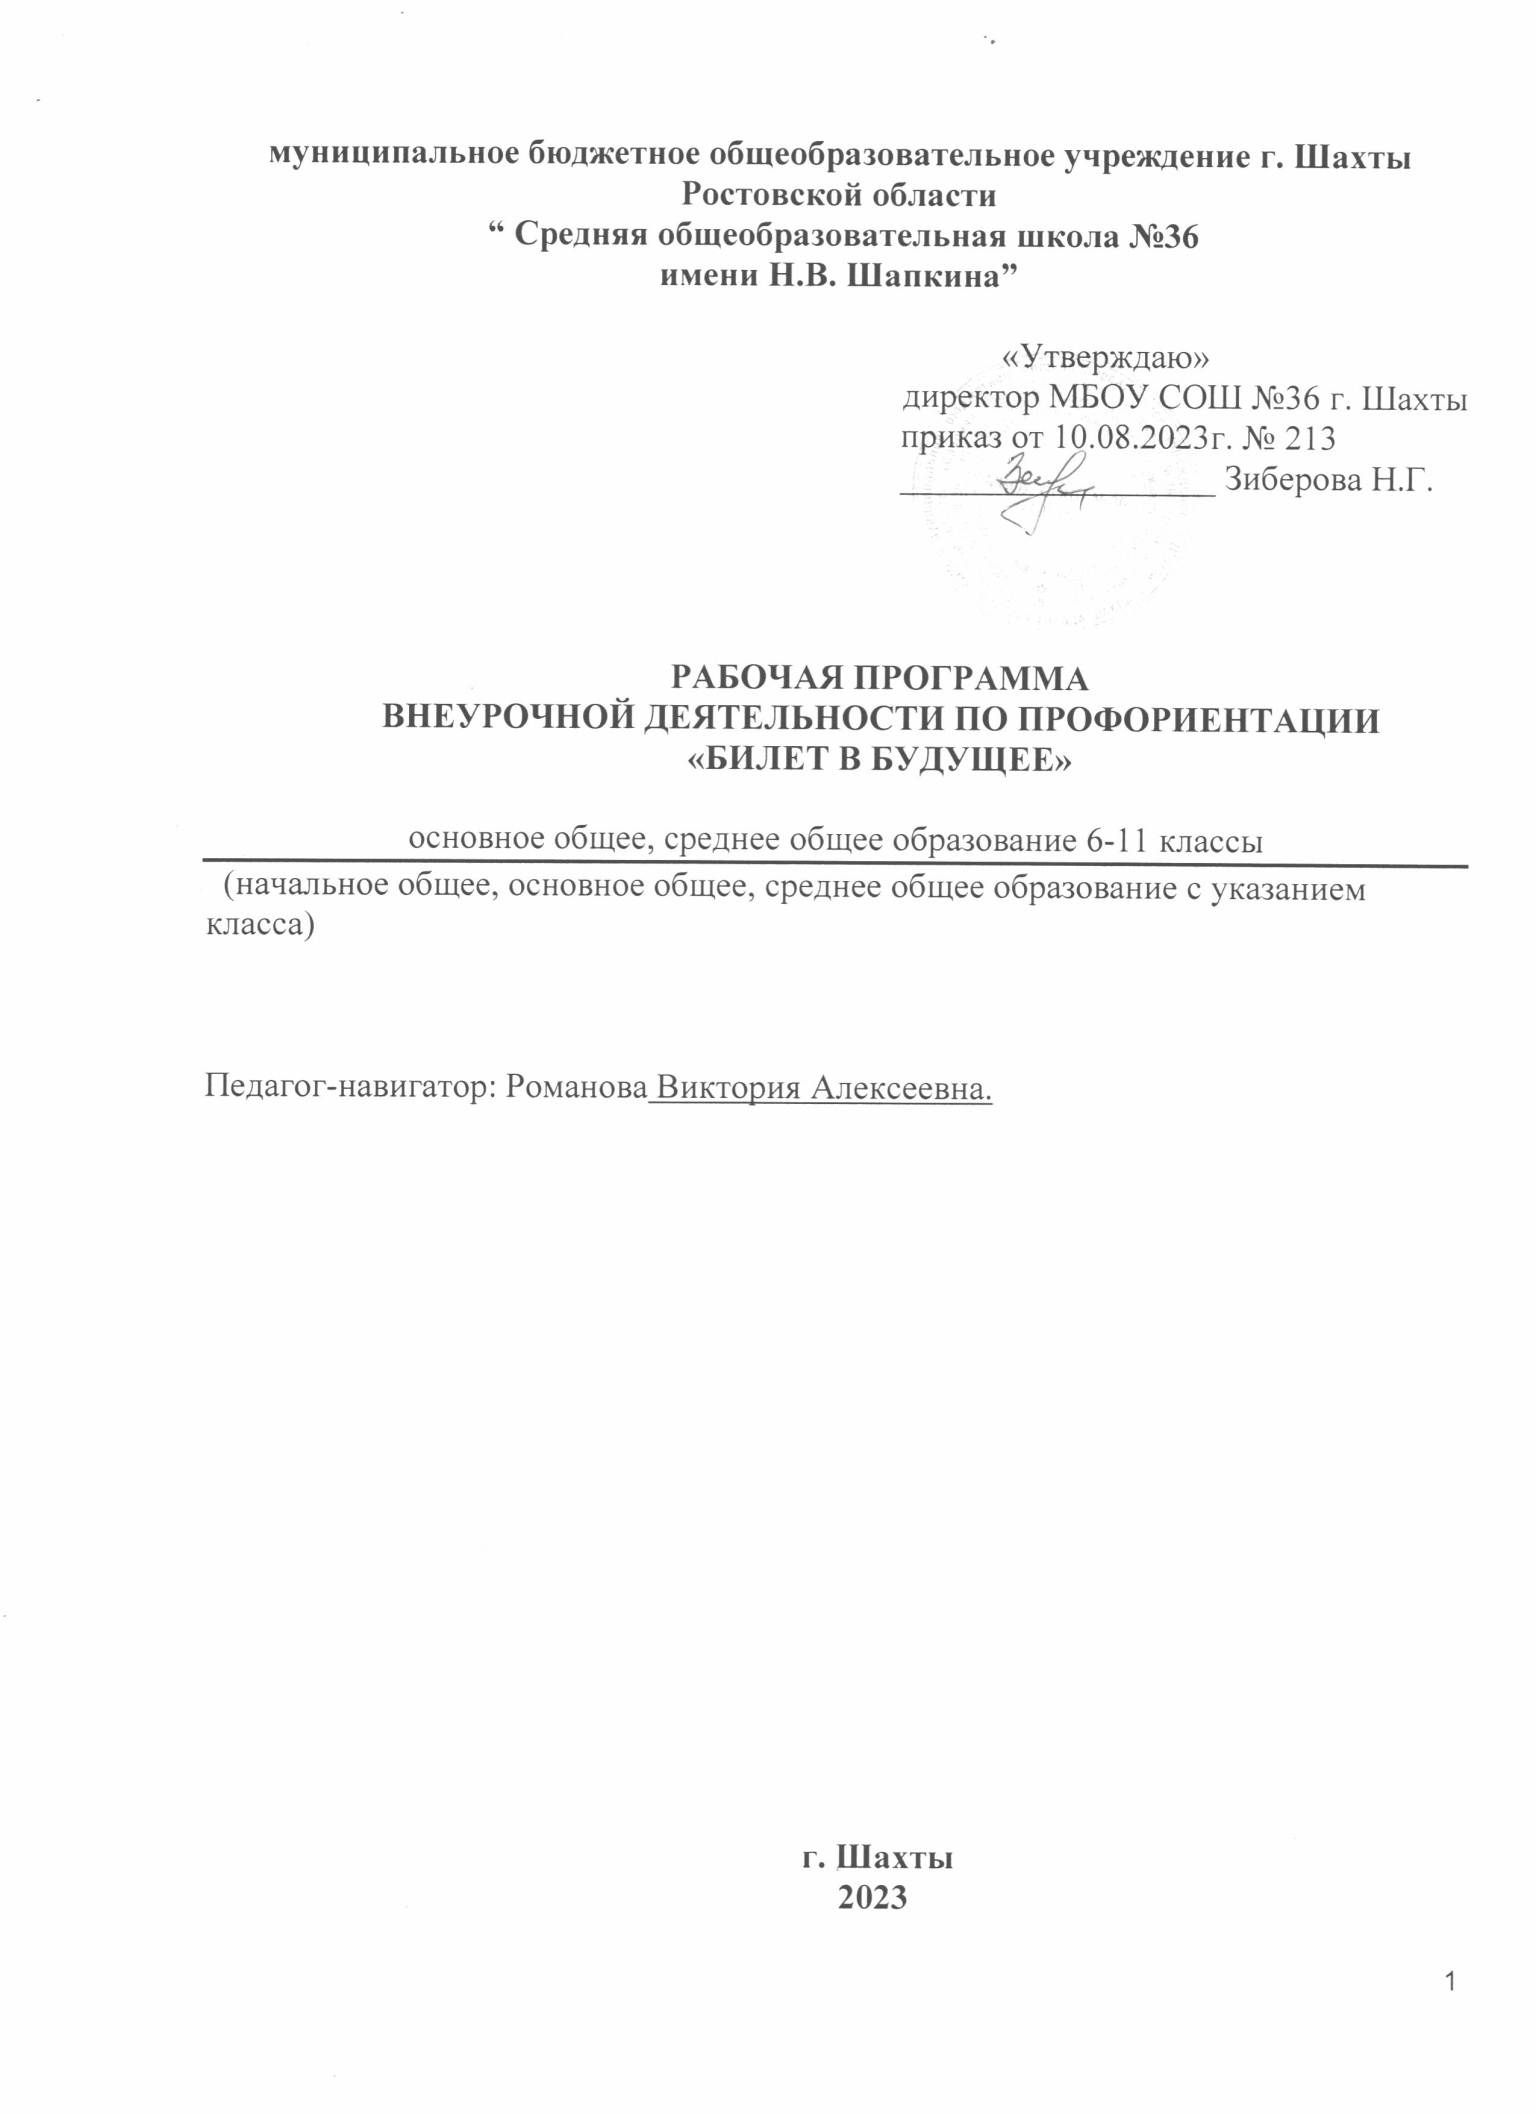 муниципальное бюджетное общеобразовательное учреждение г. Шахты
Ростовской области
“ Средняя общеобразовательная школа №36
имени Н.В. Шапкина”
«Утверждаю»
директор МБОУ СОШ №36 г. Шахты
приказ от 10.08.2023г. № 213
Зиберова Н.Г.
РАБОЧАЯ ПРОГРАММА
ВНЕУРОЧНОЙ ДЕЯТЕЛЬНОСТИ ПО ПРОФОРИЕНТАЦИИ
«БИЛЕТ В БУДУЩЕЕ»
основное общее, среднее общее образование 6-11 классы
(начальное общее, основное общее, среднее общее образование с указанием
класса)
Педагог-навигатор: Романова Виктория Алексеевна.
г. Шахты
2023
1